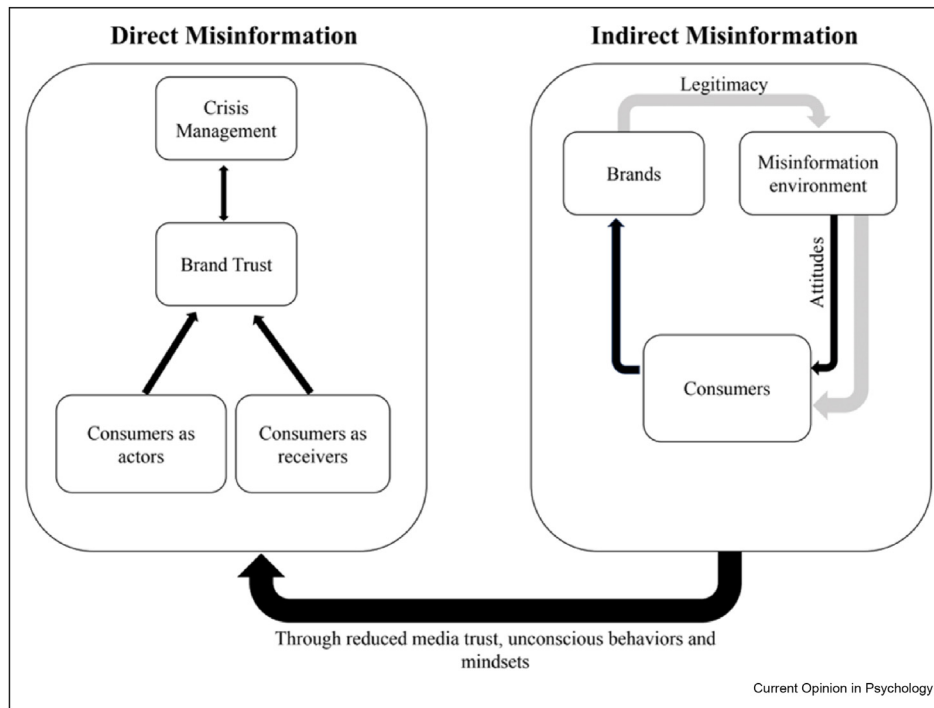 Direct Misinformation
Indirect Misinformation
Crisis
Management
Brand Trust
Consumers as
actors
Consumers as
receivers
Legitimacy
Brands
Misinformation
environment
Attitudes
Consumers
Through reduced media trust, unconscious behaviors and
mindsets
Current Opinion in Psychology